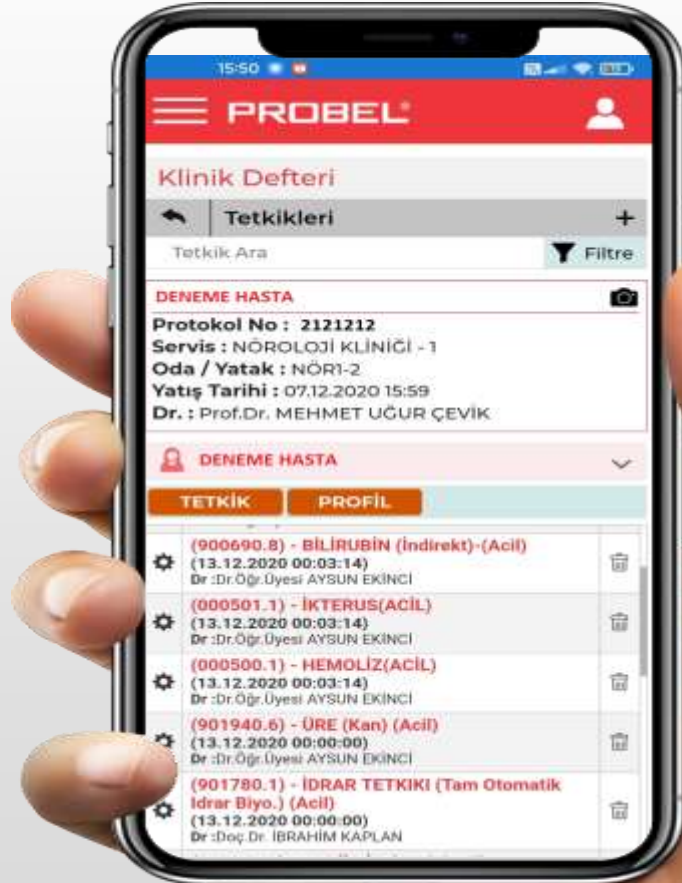 15:50
PROBEL®
Klinik Defteri
Tetkikleri +
Tetkik Ara Filtre
DENEME HASTA
Protokol No : 2121212
Servis : NÖROLOJİ KLİNİĞİ - 1
Oda / Yatak : NÖR1-2
Yatış Tarihi : 07.12.2020 15:59
Dr. : Prof.Dr. MEHMET UĞUR ÇEVİK
DENEME HASTA
TETKİK PROFİL
(900690.8) - BİLİRUBİN (İndirekt)-(Acil)
(13.12.2020 00:03:14)
Dr :Dr.Öğr.Üyesi AYSUN EKİNCİ
(000501.1) - İKTERUS(ACİL)
(13.12.2020 00:03:14)
Dr :Dr.Öğr.Üyesi AYSUN EKİNCİ
(000500.1) - HEMOLİZ(ACİL)
(13.12.2020 00:03:14)
Dr :Dr.Öğr.Üyesi AYSUN EKİNCİ
(901940.6) - ÜRE (Kan) (Acil)
(13.12.2020 00:00:00)
Dr :Dr.Öğr.Üyesi AYSUN EKİNCİ
(901780.1) - İDRAR TETKIKI (Tam Otomatik
Idrar Biyo.) (Acil)
(13.12.2020 00:00:00)
Dr :Doç.Dr. İBRAHİM KAPLAN